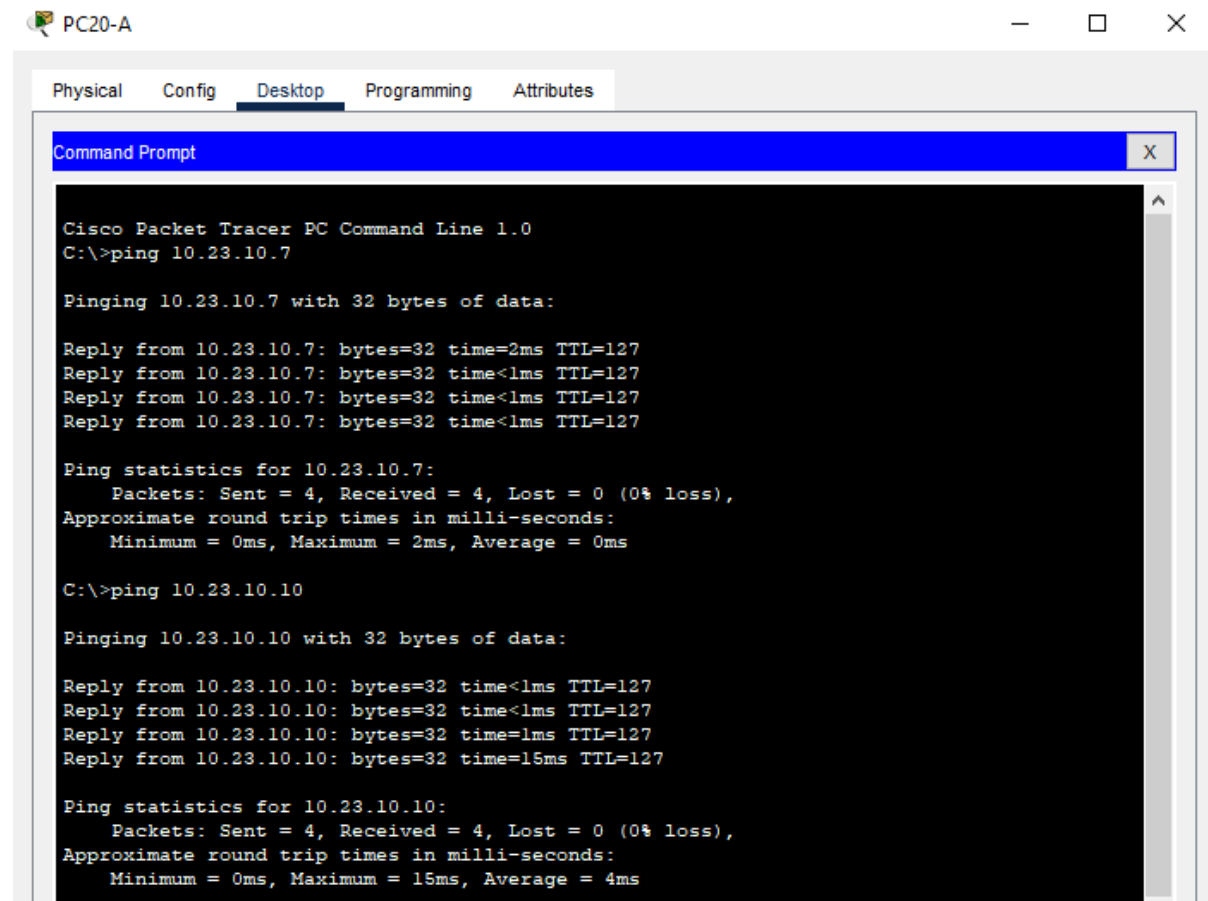 PC20-A
Physical Config Desktop Programming Attributes
Command Prompt X
Cisco Packet Tracer PC Command Line 1.0
C:\>ping 10.23.10.7
Pinging 10.23.10.7 with 32 bytes of data:
Reply from 10.23.10.7: bytes=32 time=2ms TTL=127
Reply from 10.23.10.7: bytes=32 time<1ms TTL=127
Reply from 10.23.10.7: bytes=32 time<1ms TTL=127
Reply from 10.23.10.7: bytes=32 time<1ms TTL=127
Ping statistics for 10.23.10.7:
Packets: Sent = 4, Received = 4, Lost = 0 (0% loss),
Approximate round trip times in milli-seconds:
Minimum = 0ms, Maximum = 2ms, Average = 0ms
C:\>ping 10.23.10.10
Pinging 10.23.10.10 with 32 bytes of data:
Reply from 10.23.10.10: bytes=32 time<1ms TTL=127
Reply from 10.23.10.10: bytes=32 time<1ms TTL=127
Reply from 10.23.10.10: bytes=32 time=1ms TTL=127
Reply from 10.23.10.10: bytes=32 time=15ms TTL=127
Ping statistics for 10.23.10.10:
Packets: Sent = 4, Received = 4, Lost = 0 (0% loss),
Approximate round trip times in milli-seconds:
Minimum = 0ms, Maximum = 15ms, Average = 4ms